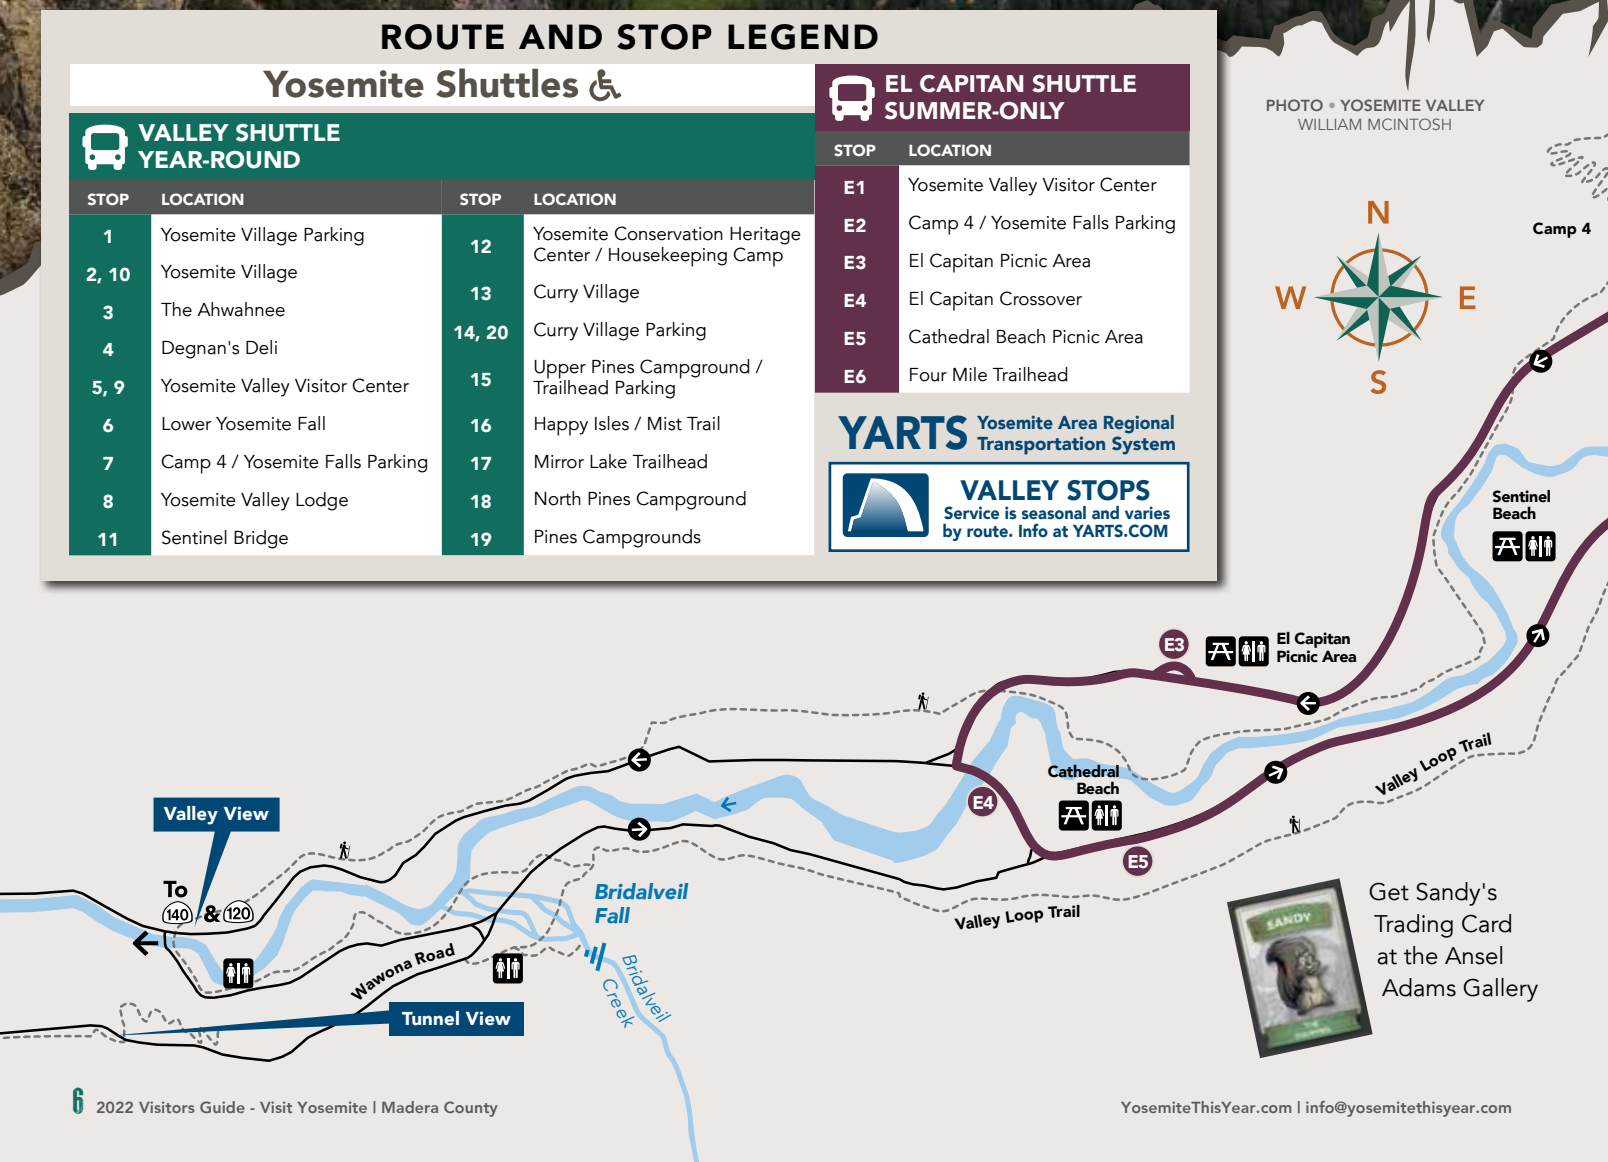 ROUTE AND STOP LEGEND
Yosemite Shuttles
VALLEY SHUTTLE
YEAR-ROUND
STOP LOCATION
1 Yosemite Village Parking
2, 10 Yosemite Village
3 The Ahwahnee
4 Degnan's Deli
5, 9 Yosemite Valley Visitor Center
6 Lower Yosemite Fall
7 Camp 4 / Yosemite Falls Parking
8 Yosemite Valley Lodge
11 Sentinel Bridge
STOP LOCATION
12 Yosemite Conservation Heritage
Center / Housekeeping Camp
13 Curry Village
14, 20 Curry Village Parking
15 Upper Pines Campground /
Trailhead Parking
16 Happy Isles / Mist Trail
17 Mirror Lake Trailhead
18 North Pines Campground
19 Pines Campgrounds
EL CAPITAN SHUTTLE
SUMMER-ONLY
STOP LOCATION
E1 Yosemite Valley Visitor Center
E2 Camp 4 / Yosemite Falls Parking
E3 El Capitan Picnic Area
E4 El Capitan Crossover
E5 Cathedral Beach Picnic Area
E6 Four Mile Trailhead
YARTS Yosemite Area Regional
Transportation System
VALLEY STOPS
Service is seasonal and varies
by route. Info at YARTS.COM
PHOTO • YOSEMITE VALLEY
WILLIAM MCINTOSH
N
W
E
S
Camp 4
Sentinel
Beach
E3
El Capitan
Picnic Area
Cathedral
Beach
E4
E5
Valley Loop Trail
Valley View
To
140 & 120
Bridalveil
Fall
Valley Loop Trail
Wawona Road
Bridalveil
Creek
Tunnel View
SANDY
Get Sandy's
Trading Card
at the Ansel
Adams Gallery
6 2022 Visitors Guide - Visit Yosemite | Madera County
YosemiteThisYear.com | info@yosemitethisyear.com